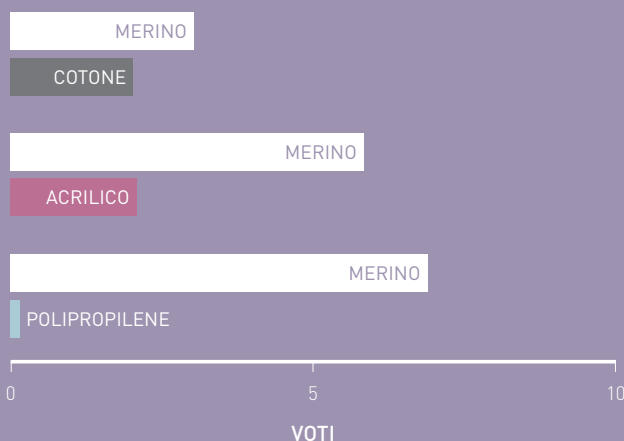 MERINO
COTONE
MERINO
ACRILICO
MERINO
POLIPROPILENE
0 5 10
VOTI